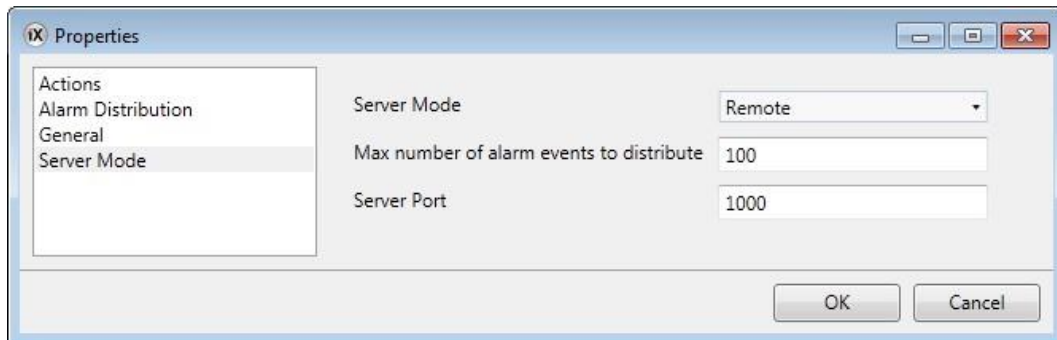 iX Properties
Actions
Alarm Distribution
General
Server Mode
Server Mode Remote
Max number of alarm events to distribute 100
Server Port 1000
OK Cancel